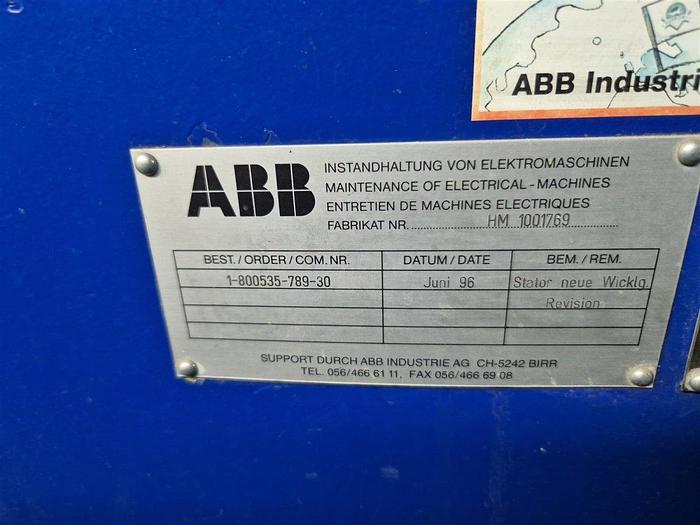 ABB Industri
ABB
INSTANDHALTUNG VON ELEKTROMASCHINEN
MAINTENANCE OF ELECTRICAL-MACHINES
ENTRETIEN DE MACHINES ELECTRIQUES
FABRIKAT NR. HM 1001769
BEST./ORDER/COM.NR. DATUM/DATE BEM./REM.
1-800535-789-30 Juni 96 Stator neue Wicklg.
Revision
SUPPORT DURCH ABB INDUSTRIE AG CH-5242 BIRR
TEL. 056/466 61 11, FAX 056/466 69 08